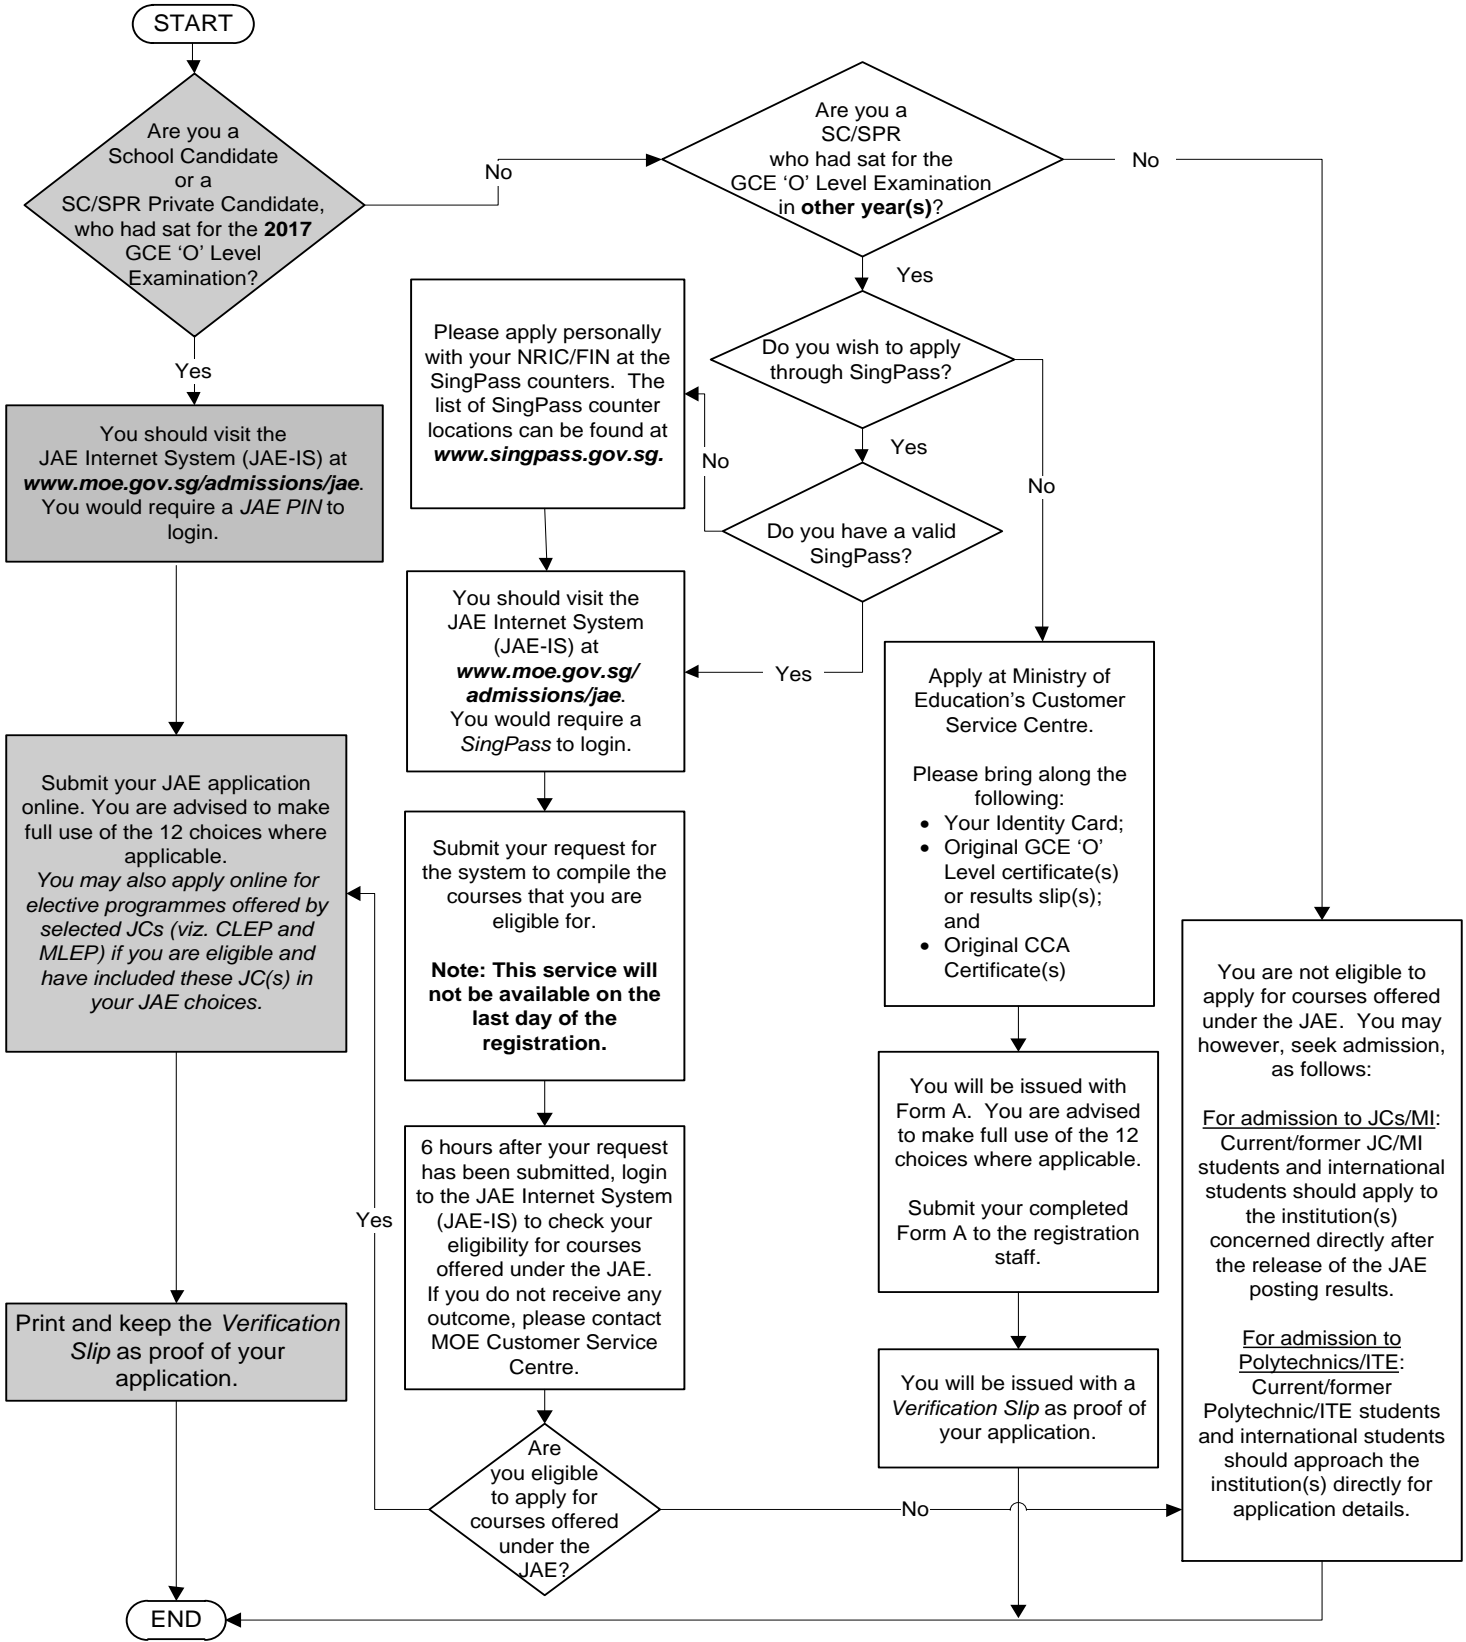 START
Are you a
School Candidate
or a
SC/SPR Private Candidate,
who had sat for the 2017
GCE ‘O’ Level
Examination?
No
Yes
Are you a
SC/SPR
who had sat for the
GCE ‘O’ Level Examination
in other year(s)?
No
Yes
Do you wish to apply
through SingPass?
Yes
No
Do you have a valid
SingPass?
No
Yes
Please apply personally
with your NRIC/FIN at the
SingPass counters. The
list of SingPass counter
locations can be found at
www.singpass.gov.sg.
You should visit the
JAE Internet System (JAE-IS) at
www.moe.gov.sg/admissions/jae.
You would require a JAE PIN to
login.
You should visit the
JAE Internet System
(JAE-IS) at
www.moe.gov.sg/
admissions/jae.
You would require a
SingPass to login.
Apply at Ministry of
Education’s Customer
Service Centre.
Please bring along the
following:
• Your Identity Card;
• Original GCE ‘O’
Level certificate(s)
or results slip(s);
and
• Original CCA
Certificate(s)
Submit your JAE application
online. You are advised to make
full use of the 12 choices where
applicable.
You may also apply online for
elective programmes offered by
selected JCs (viz. CLEP and
MLEP) if you are eligible and
have included these JC(s) in
your JAE choices.
Submit your request for
the system to compile the
courses that you are
eligible for.
Note: This service will
not be available on the
last day of the
registration.
You are not eligible to
apply for courses offered
under the JAE. You may
however, seek admission,
as follows:
For admission to JCs/MI:
Current/former JC/MI
students and international
students should apply to
the institution(s)
concerned directly after
the release of the JAE
posting results.
For admission to
Polytechnics/ITE:
Current/former
Polytechnic/ITE students
and international students
should approach the
institution(s) directly for
application details.
You will be issued with
Form A. You are advised
to make full use of the 12
choices where applicable.
Submit your completed
Form A to the registration
staff.
6 hours after your request
has been submitted, login
to the JAE Internet System
(JAE-IS) to check your
eligibility for courses
offered under the JAE.
If you do not receive any
outcome, please contact
MOE Customer Service
Centre.
Yes
Print and keep the Verification
Slip as proof of your
application.
You will be issued with a
Verification Slip as proof of
your application.
Are
you eligible
to apply for
courses offered
under the
JAE?
No
END